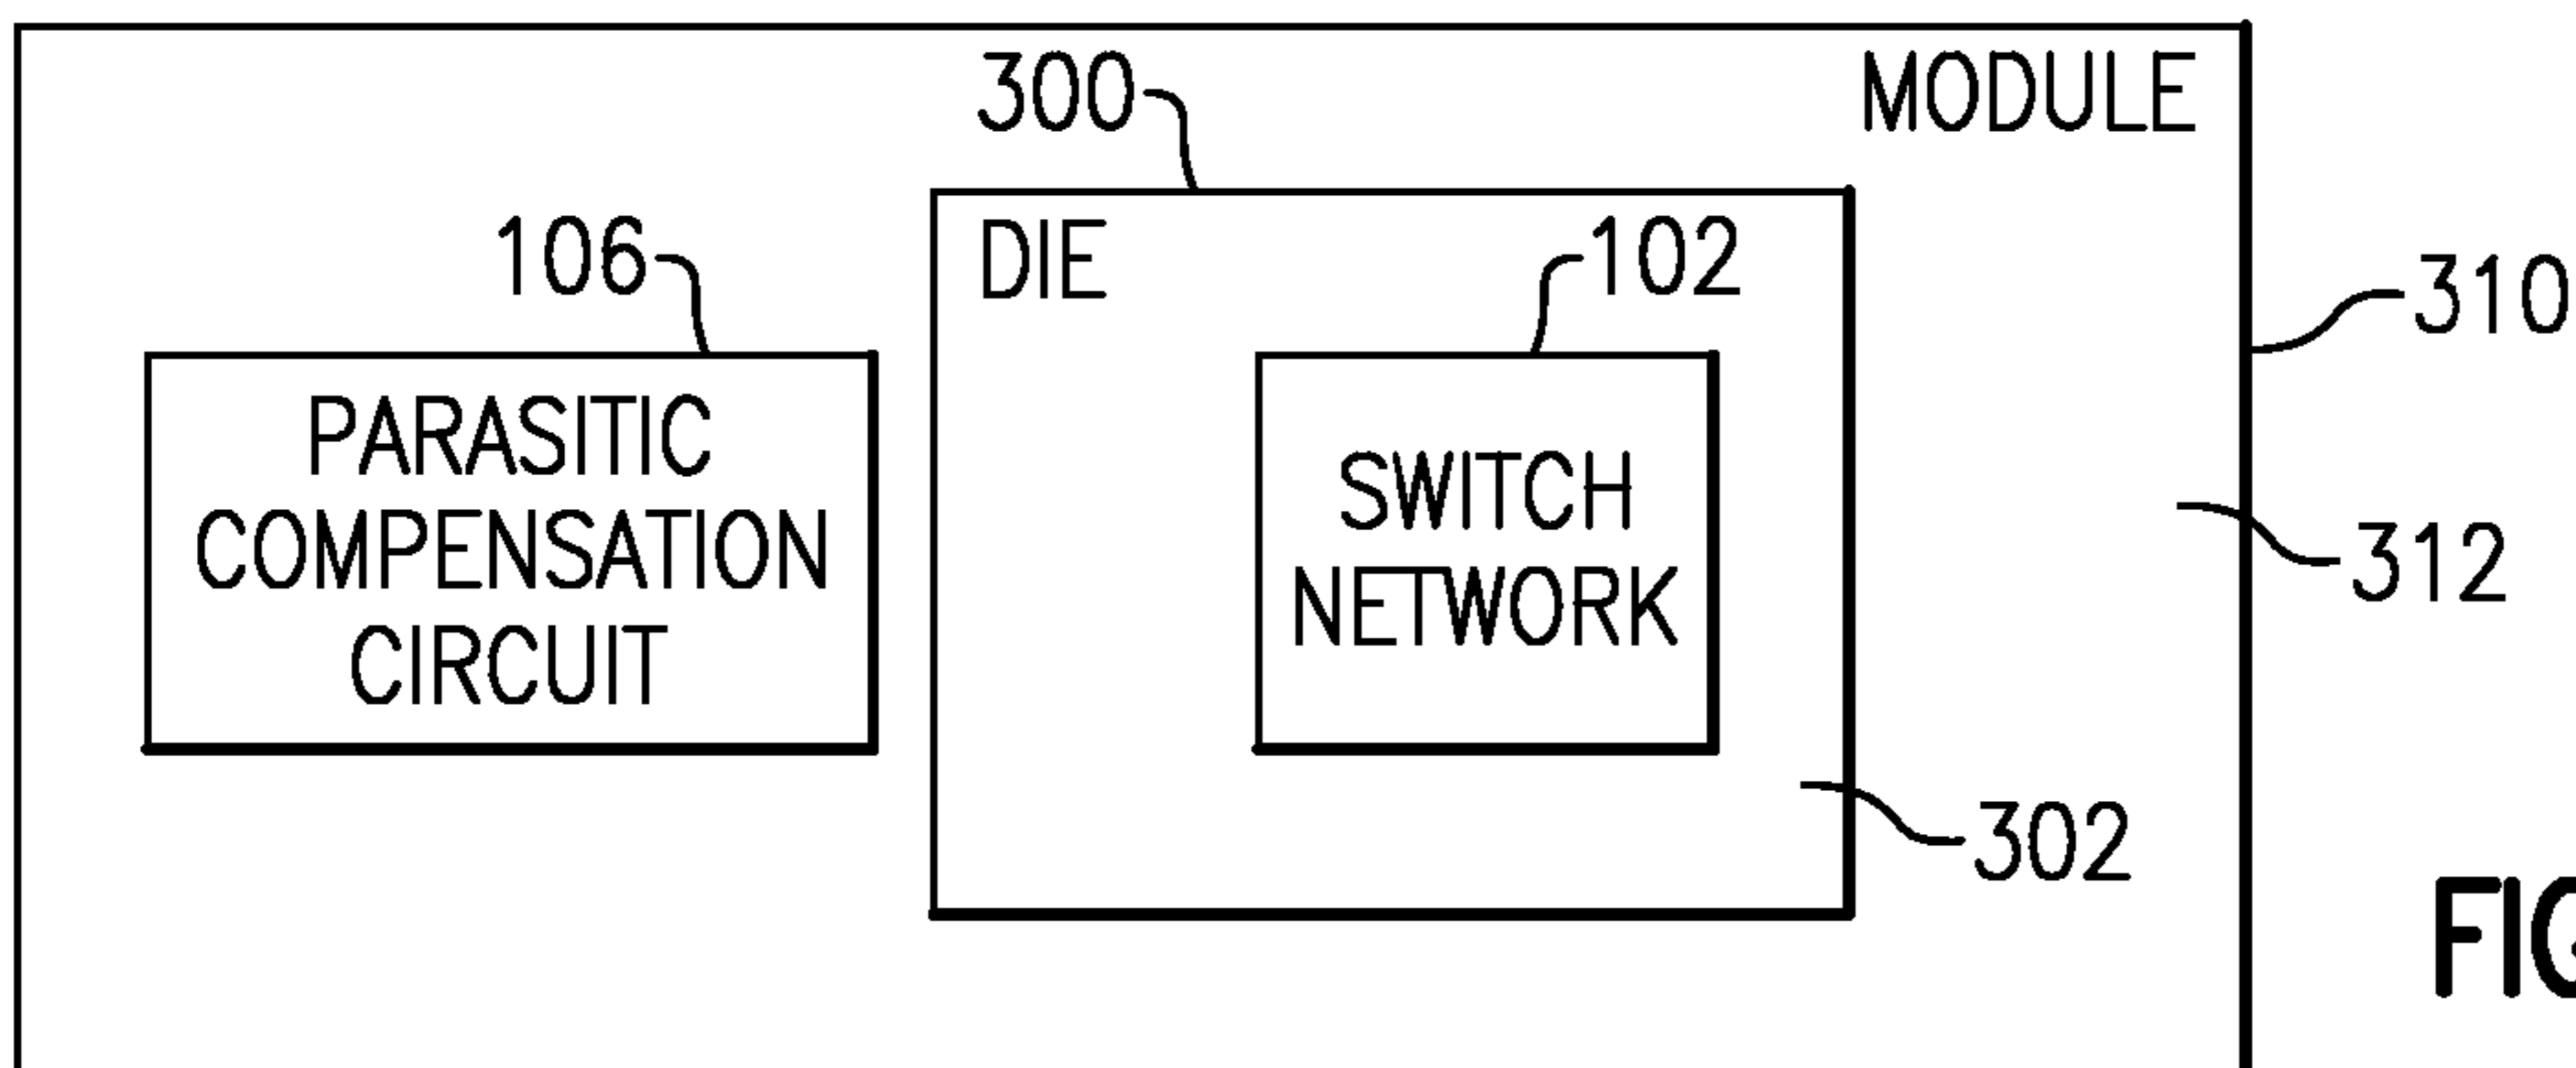 300
MODULE
106
DIE
102
310
PARASITIC
COMPENSATION
CIRCUIT
SWITCH
NETWORK
312
302